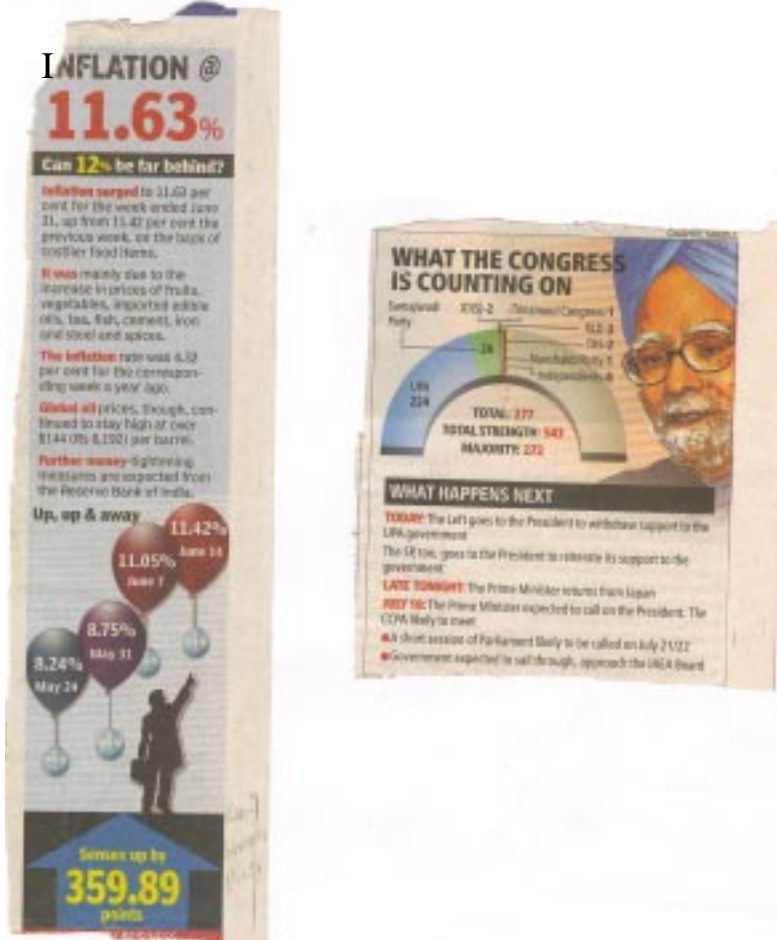 INFLATION @
11.63%
Can 12% be far behind?
Inflation surged to 11.63 per
cent for the week ended June
21, up from 11.42 per cent the
previous week, on the back of
costlier food items.
It was mainly due to the
increase in prices of fruits,
vegetables, imported edible
oils, tea, fish, cement, iron
and steel and spices.
The inflation rate was 4.32
per cent for the correspon-
ding week a year ago.
Global oil prices, though, con-
tinued to stay high at over
$144 (Rs 6,192) per barrel.
Further money-tightening
measures are expected from
the Reserve Bank of India.
Up, up & away
11.42%
June 14
11.05%
June 7
8.75%
May 31
8.24%
May 24
Sensex up by
359.89
points
BUSINESS
WHAT THE CONGRESS
IS COUNTING ON
Samajwadi
Party
-2
Congress 1
RLD-3
-2
Party 1
Independents
UPA
224
TOTAL: 277
TOTAL STRENGTH: 543
MAJORITY: 272
WHAT HAPPENS NEXT
TODAY: The Left goes to the President to withdraw support to the
UPA government
The SP, too, goes to the President to reiterate its support to the
government
LATE TONIGHT: The Prime Minister returns from Japan
JULY 10: The Prime Minister expected to call on the President. The
CCPA likely to meet
A short session of Parliament likely to be called on July 21/22
Government expected to sail through, approach the IAEA Board